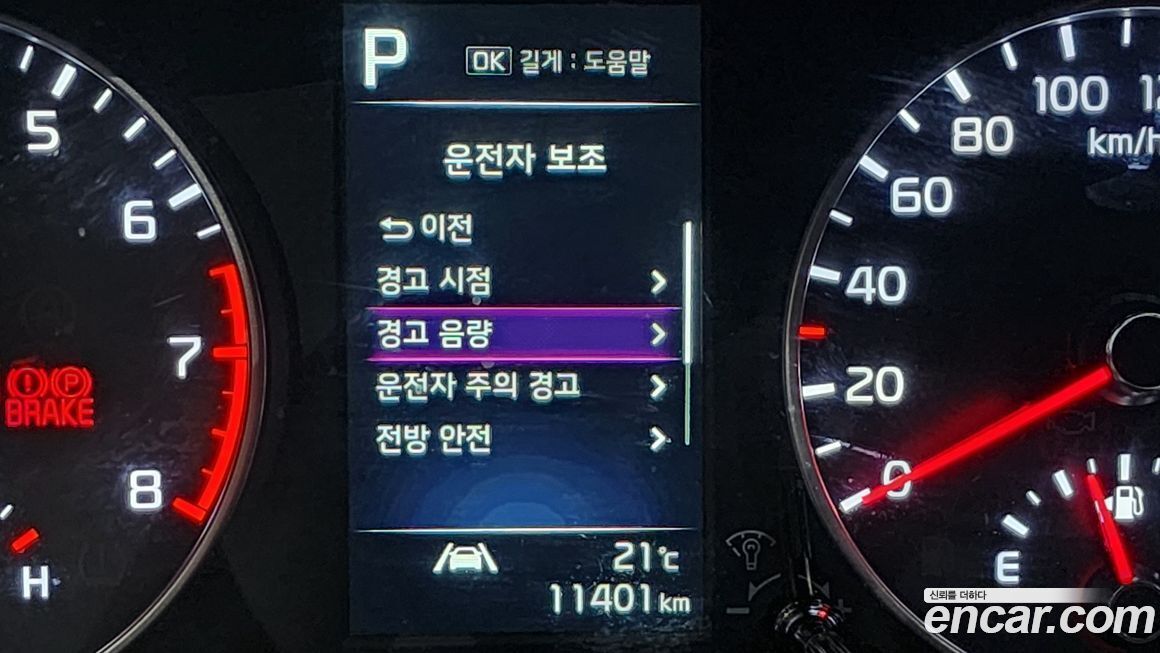 P
OK 길게 : 도움말
운전자 보조
이전
경고 시점
경고 음량
운전자 주의 경고
전방 안전
21℃
11401 km
5
6
7
8
H
P
BRAKE
100
80
60
40
20
0
km/h
E
신뢰를 더하다
encar.com